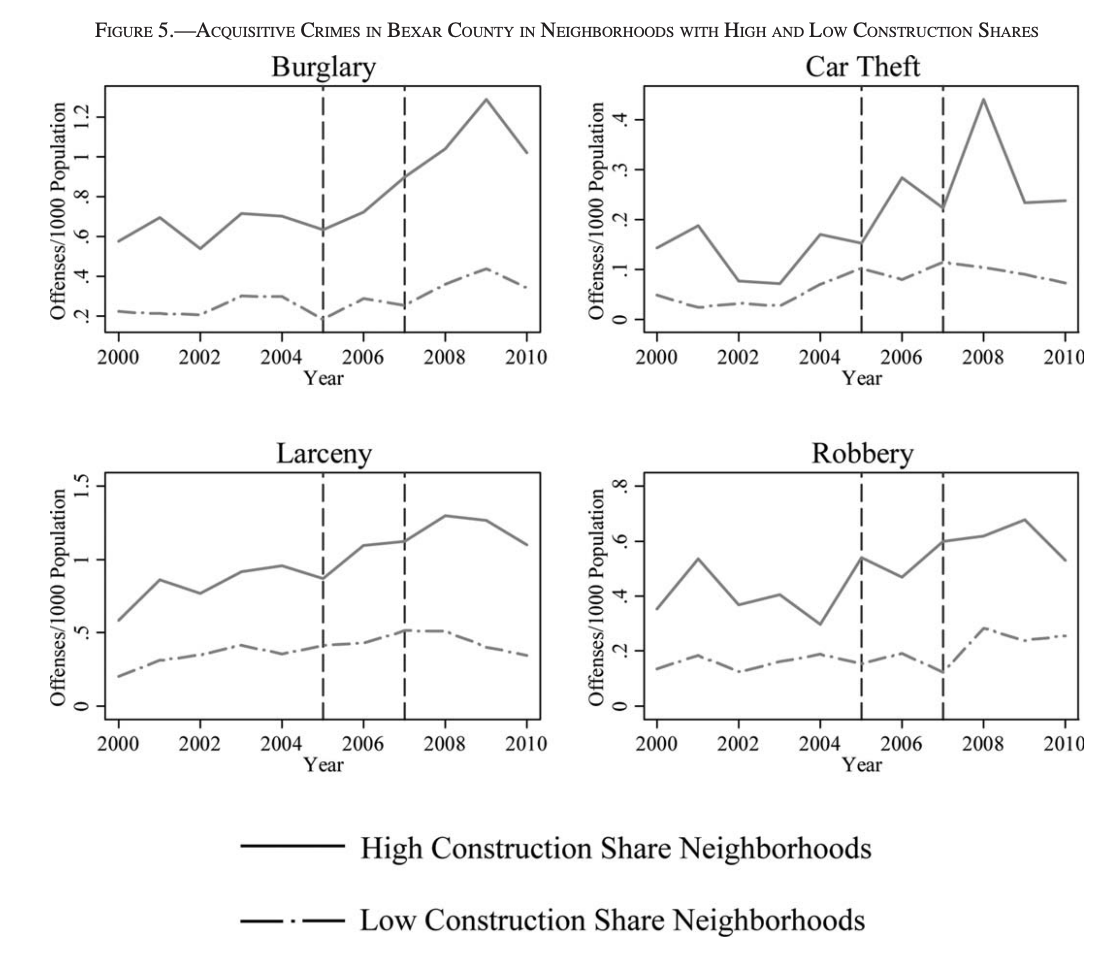 FIGURE 5.—ACQUISITIVE CRIMES IN BEXAR COUNTY IN NEIGHBORHOODS WITH HIGH AND LOW CONSTRUCTION SHARES
Burglary
Offenses/1000 Population
1.2
1
.8
.6
.4
.2
2000 2002 2004 2006 2008 2010
Year
Car Theft
Offenses/1000 Population
.4
.3
.2
.1
0
2000 2002 2004 2006 2008 2010
Year
Larceny
Offenses/1000 Population
1.5
1
.5
0
2000 2002 2004 2006 2008 2010
Year
Robbery
Offenses/1000 Population
.8
.6
.4
.2
0
2000 2002 2004 2006 2008 2010
Year
High Construction Share Neighborhoods
Low Construction Share Neighborhoods